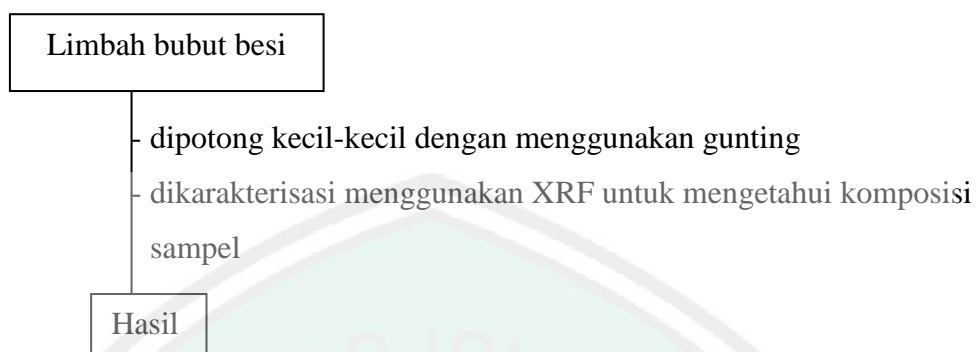 Limbah bubut besi
- dipotong kecil-kecil dengan menggunakan gunting
- dikarakterisasi menggunakan XRF untuk mengetahui komposisi
sampel
Hasil